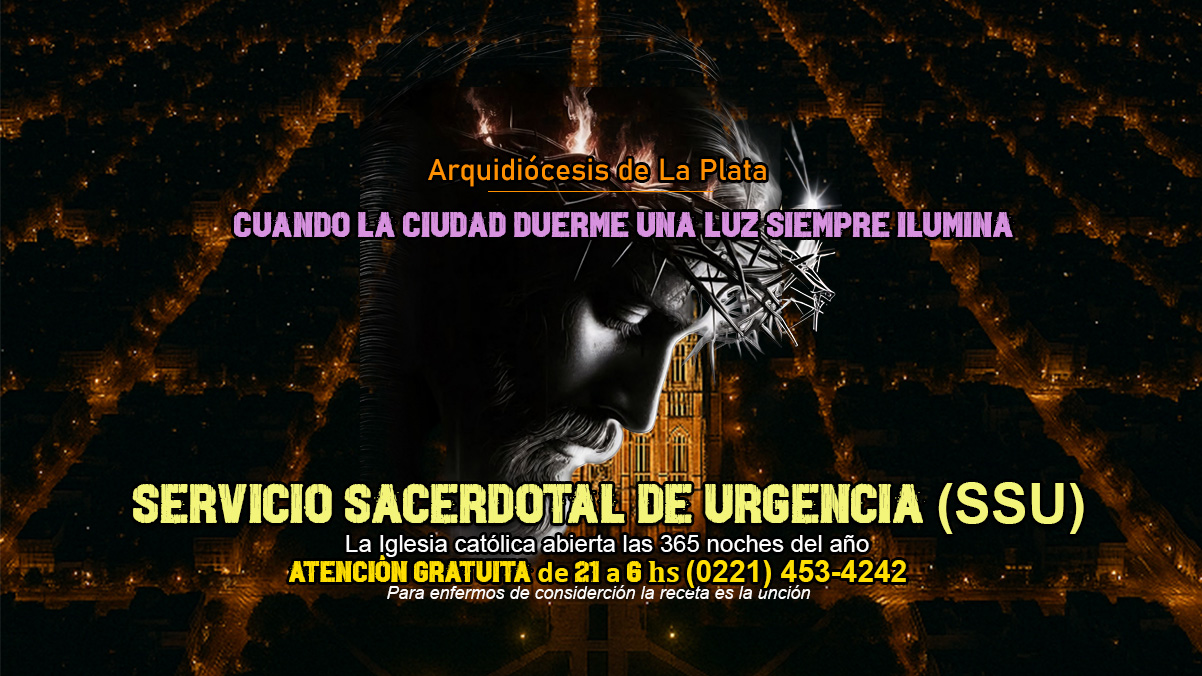 Arquidiócesis de La Plata
CUANDO LA CIUDAD DUERME UNA LUZ SIEMPRE ILUMINA
SERVICIO SACERDOTAL DE URGENCIA (SSU)
La Iglesia católica abierta las 365 noches del año
ATENCIÓN GRATUITA de 21 a 6 hs (0221) 453-4242
Para enfermos de considerción la receta es la unción